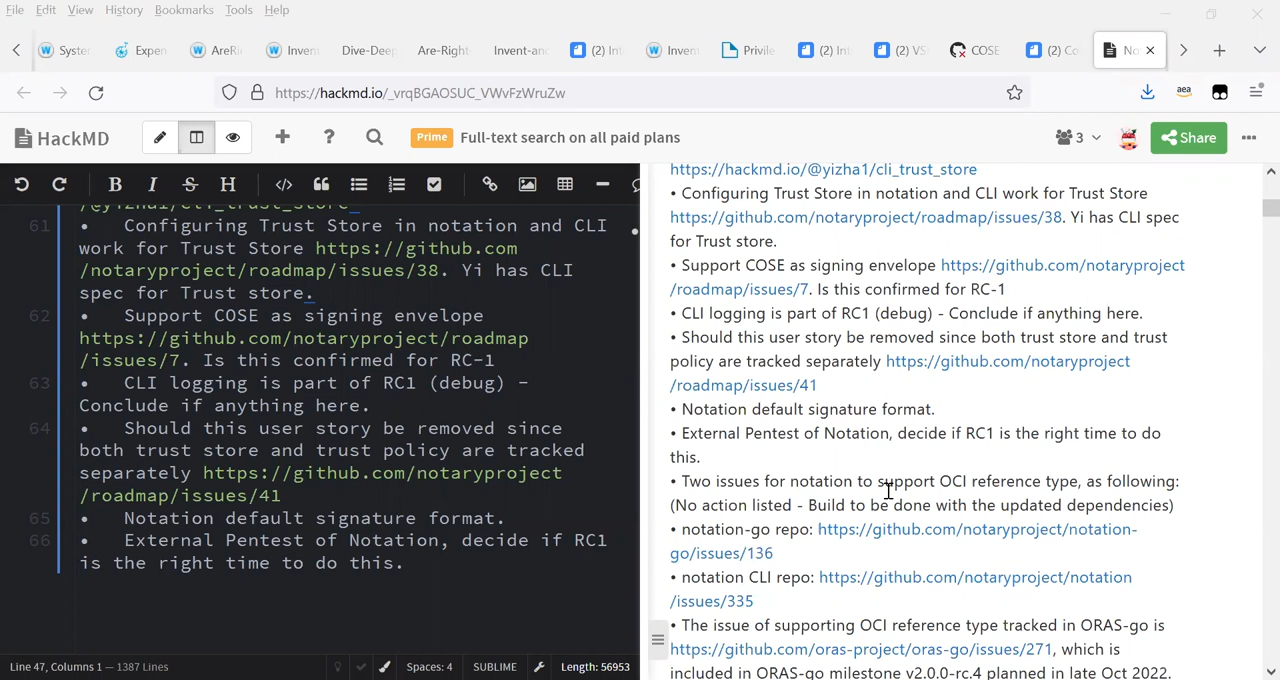 File Edit View History Bookmarks Tools Help
Syster Expen AreRi Inven Dive-Deep Are-Right Invent-and (2) Int Inven Privile (2) Int (2) VS COSE (2) Co No
https://hackmd.io/_vrqBGAOSUC_VWvFzWruZw
aea
HackMD
Prime Full-text search on all paid plans
3
Share
B I S H
/@yizha1/cli_trust_store
61 • Configuring Trust Store in notation and CLI
work for Trust Store https://github.com
/notaryproject/roadmap/issues/38. Yi has CLI
spec for Trust store.
62 • Support COSE as signing envelope
https://github.com/notaryproject/roadmap
/issues/7. Is this confirmed for RC-1
63 • CLI logging is part of RC1 (debug) –
Conclude if anything here.
64 • Should this user story be removed since
both trust store and trust policy are tracked
separately https://github.com/notaryproject
/roadmap/issues/41
65 • Notation default signature format.
66 • External Pentest of Notation, decide if RC1
is the right time to do this.
Line 47, Columns 1 — 1387 Lines
Spaces: 4
SUBLIME
Length: 56953
https://hackmd.io/@yizha1/cli_trust_store
• Configuring Trust Store in notation and CLI work for Trust Store
https://github.com/notaryproject/roadmap/issues/38. Yi has CLI spec
for Trust store.
• Support COSE as signing envelope https://github.com/notaryproject
/roadmap/issues/7. Is this confirmed for RC-1
• CLI logging is part of RC1 (debug) - Conclude if anything here.
• Should this user story be removed since both trust store and trust
policy are tracked separately https://github.com/notaryproject
/roadmap/issues/41
• Notation default signature format.
• External Pentest of Notation, decide if RC1 is the right time to do
this.
• Two issues for notation to support OCI reference type, as following:
(No action listed - Build to be done with the updated dependencies)
• notation-go repo: https://github.com/notaryproject/notation-
go/issues/136
• notation CLI repo: https://github.com/notaryproject/notation
/issues/335
• The issue of supporting OCI reference type tracked in ORAS-go is
https://github.com/oras-project/oras-go/issues/271, which is
included in ORAS-go milestone v2.0.0-rc.4 planned in late Oct 2022.